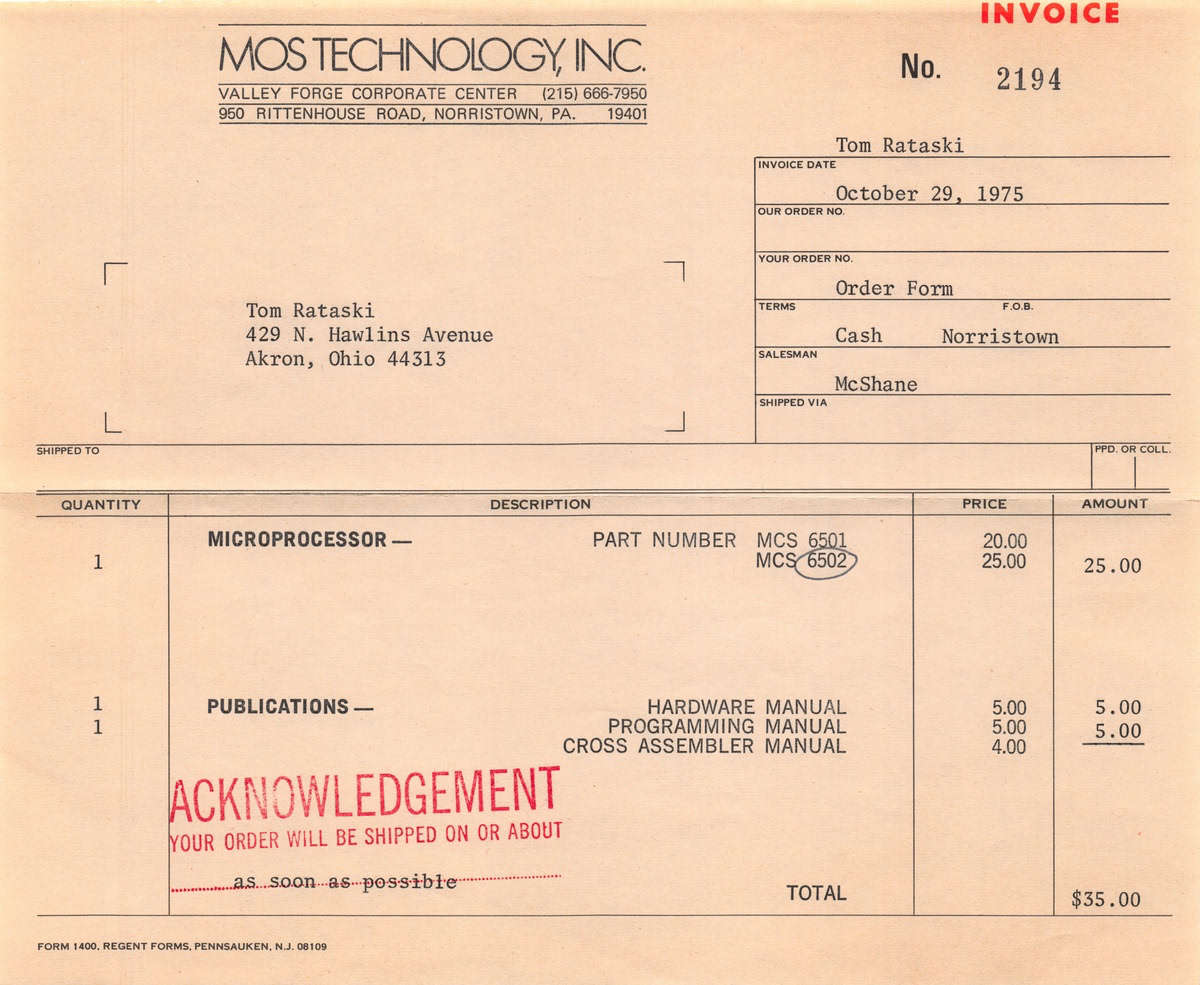 INVOICE
MOS TECHNOLOGY, INC.
VALLEY FORGE CORPORATE CENTER (215) 666-7950
950 RITTENHOUSE ROAD, NORRISTOWN, PA. 19401
No. 2194
Tom Rataski
INVOICE DATE
October 29, 1975
OUR ORDER NO.
YOUR ORDER NO.
Order Form
TERMS F.O.B.
Cash Norristown
SALESMAN
McShane
SHIPPED VIA
Tom Rataski
429 N. Hawlins Avenue
Akron, Ohio 44313
SHIPPED TO PPD. OR COLL.
QUANTITY DESCRIPTION PRICE AMOUNT
MICROPROCESSOR — PART NUMBER MCS 6501 20.00
1 MCS 6502 25.00 25.00
1 PUBLICATIONS — HARDWARE MANUAL 5.00 5.00
1 PROGRAMMING MANUAL 5.00 5.00
CROSS ASSEMBLER MANUAL 4.00
ACKNOWLEDGEMENT
YOUR ORDER WILL BE SHIPPED ON OR ABOUT
as soon as possible
TOTAL $35.00
FORM 1400, REGENT FORMS, PENNSAUKEN, N.J. 08109